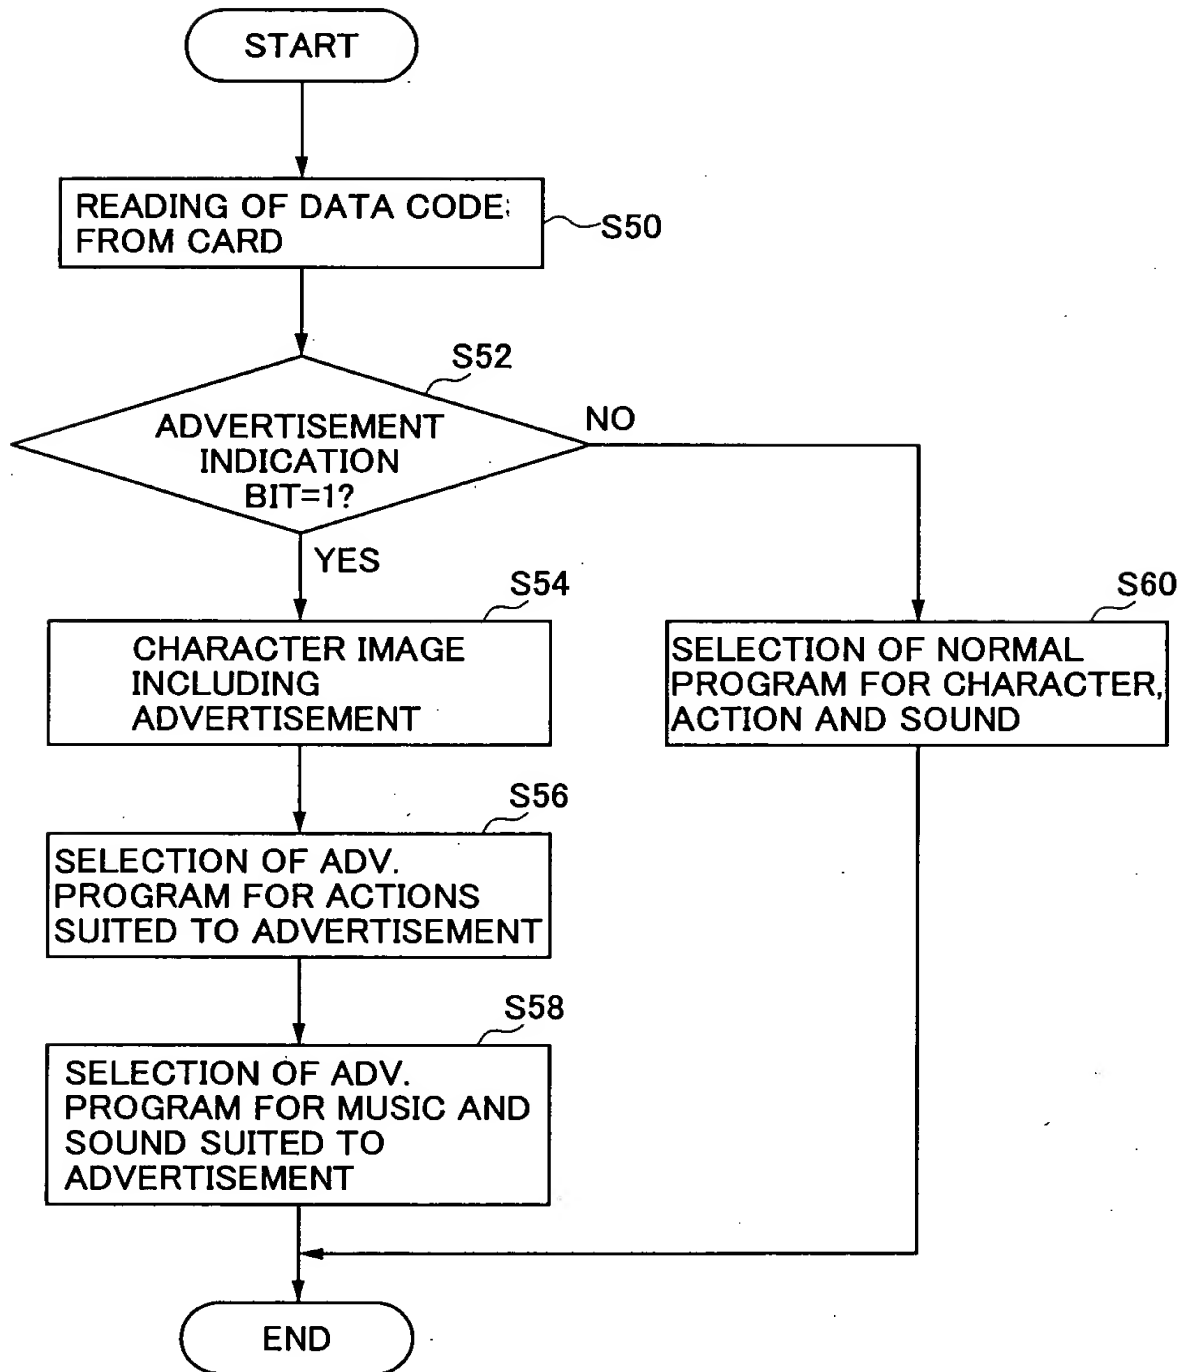 START
READING OF DATA CODE
FROM CARD
S50
S52
ADVERTISEMENT
INDICATION
BIT=1?
NO
YES
S54
CHARACTER IMAGE
INCLUDING
ADVERTISEMENT
S60
SELECTION OF NORMAL
PROGRAM FOR CHARACTER,
ACTION AND SOUND
S56
SELECTION OF ADV.
PROGRAM FOR ACTIONS
SUITED TO ADVERTISEMENT
S58
SELECTION OF ADV.
PROGRAM FOR MUSIC AND
SOUND SUITED TO
ADVERTISEMENT
END